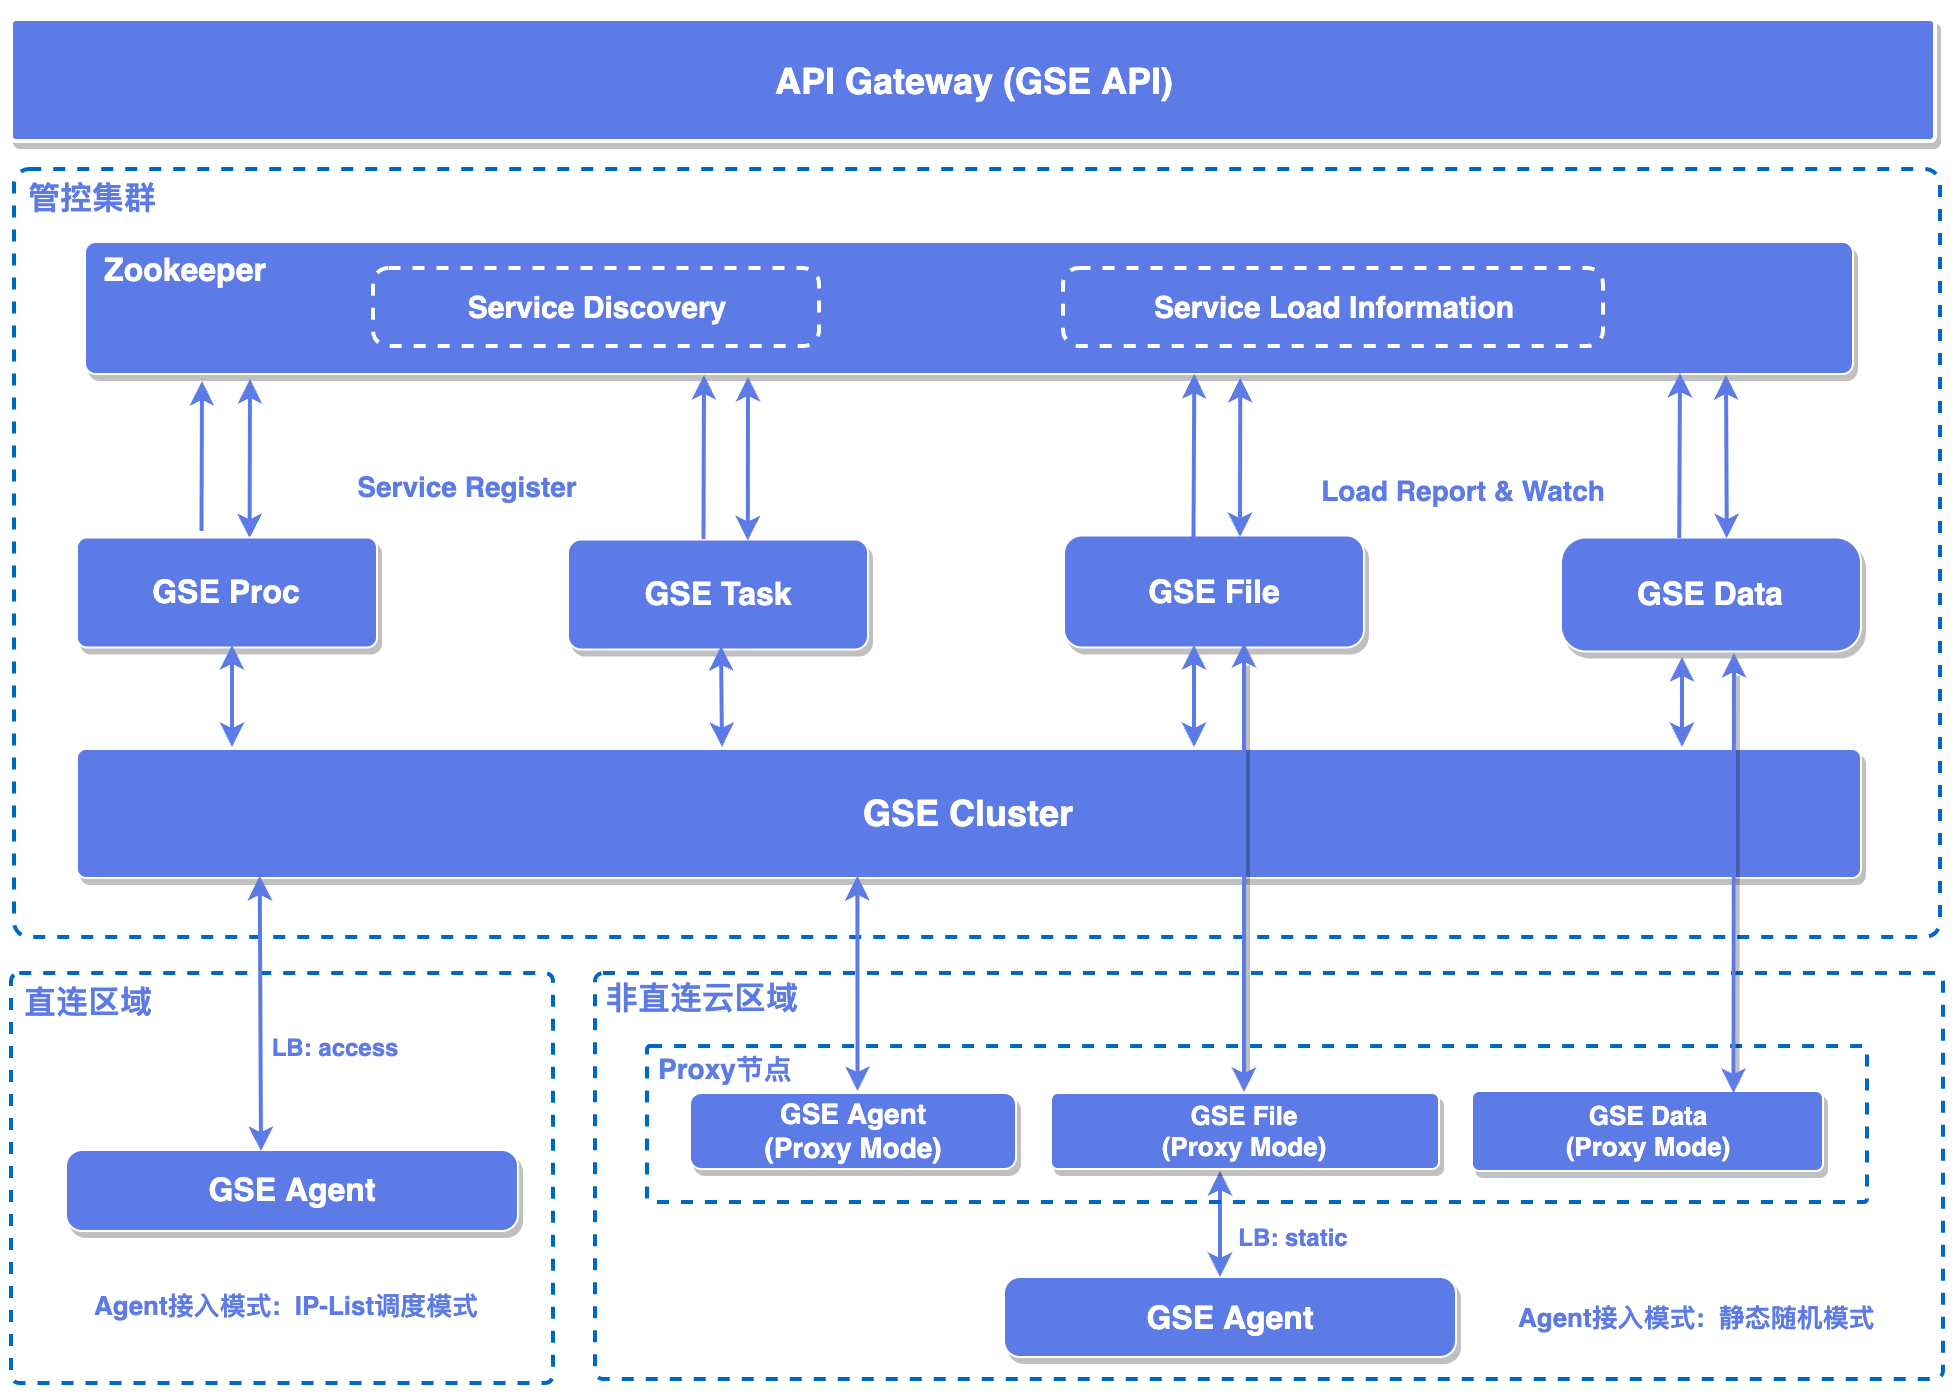 API Gateway (GSE API)
管控集群
Zookeeper
Service Discovery
Service Load Information
Service Register
Load Report & Watch
GSE Proc
GSE Task
GSE File
GSE Data
GSE Cluster
直连区域
LB: access
GSE Agent
Agent接入模式：IP-List调度模式
非直连云区域
Proxy节点
GSE Agent
(Proxy Mode)
GSE File
(Proxy Mode)
GSE Data
(Proxy Mode)
LB: static
GSE Agent
Agent接入模式：静态随机模式